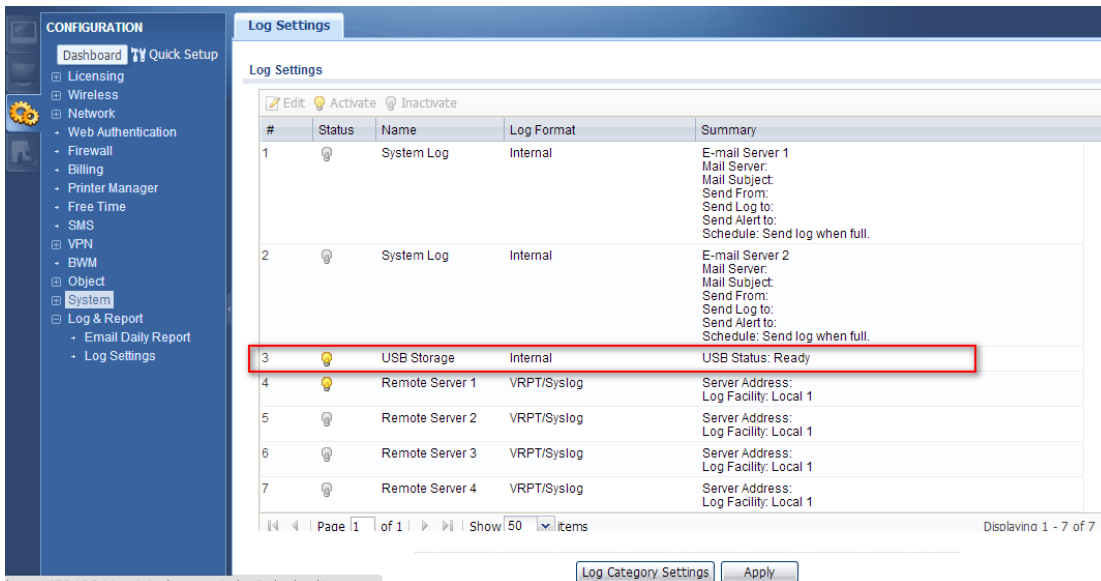 CONFIGURATION
Dashboard Quick Setup
Licensing
Wireless
Network
Web Authentication
Firewall
Billing
Printer Manager
Free Time
SMS
VPN
BWM
Object
System
Log & Report
Email Daily Report
Log Settings
Log Settings
Log Settings
Edit Activate Inactivate
# Status Name Log Format Summary
1 System Log Internal E-mail Server 1
Mail Server:
Mail Subject:
Send From:
Send Log to:
Send Alert to:
Schedule: Send log when full.
2 System Log Internal E-mail Server 2
Mail Server:
Mail Subject:
Send From:
Send Log to:
Send Alert to:
Schedule: Send log when full.
3 USB Storage Internal USB Status: Ready
4 Remote Server 1 VRPT/Syslog Server Address:
Log Facility: Local 1
5 Remote Server 2 VRPT/Syslog Server Address:
Log Facility: Local 1
6 Remote Server 3 VRPT/Syslog Server Address:
Log Facility: Local 1
7 Remote Server 4 VRPT/Syslog Server Address:
Log Facility: Local 1
Page 1 of 1 Show 50 items Displaying 1 - 7 of 7
Log Category Settings Apply